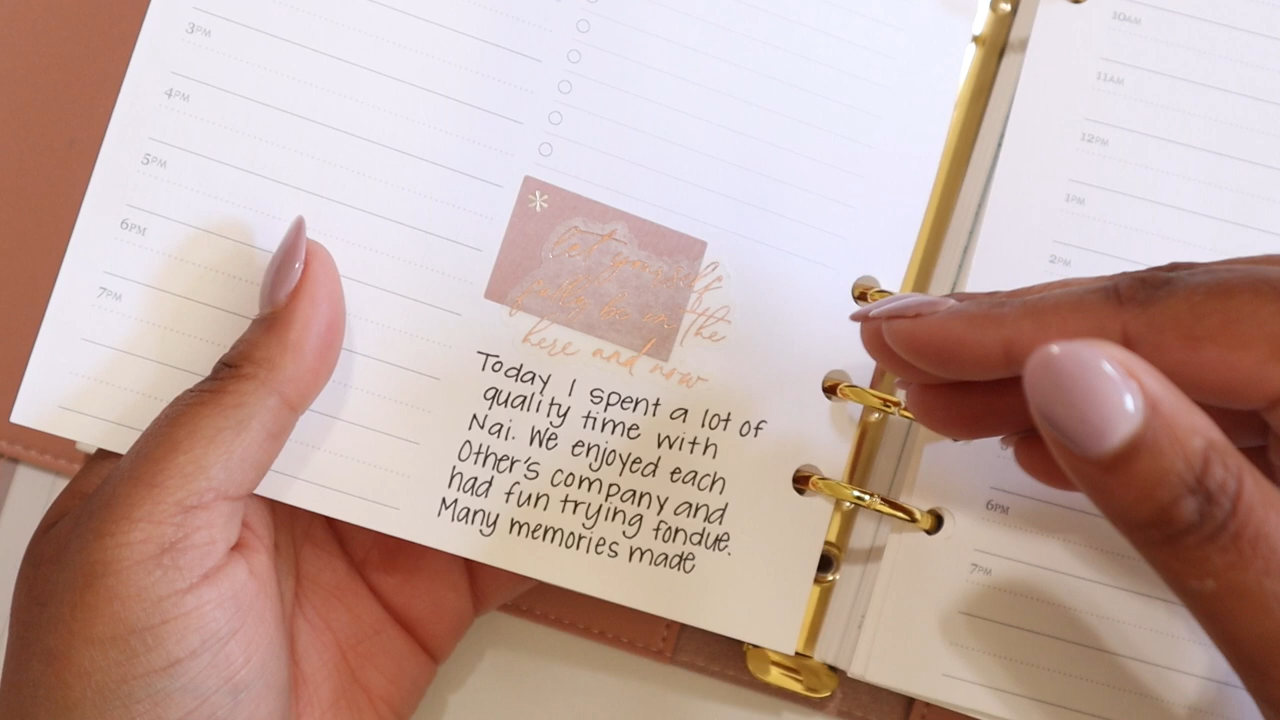 3PM
4PM
5PM
6PM
7PM
*
let yourself
fully be in the
here and now
Today I spent a lot of
quality time with
Nai. We enjoyed each
Other's company and
had fun trying fondue.
Many memories made
10AM
11AM
12PM
1PM
2PM
6PM
7PM